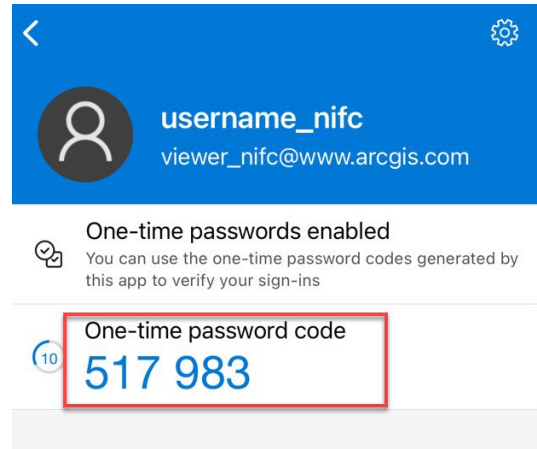 username_nifc
viewer_nifc@www.arcgis.com
One-time passwords enabled
You can use the one-time password codes generated by
this app to verify your sign-ins
One-time password code
10
517 983